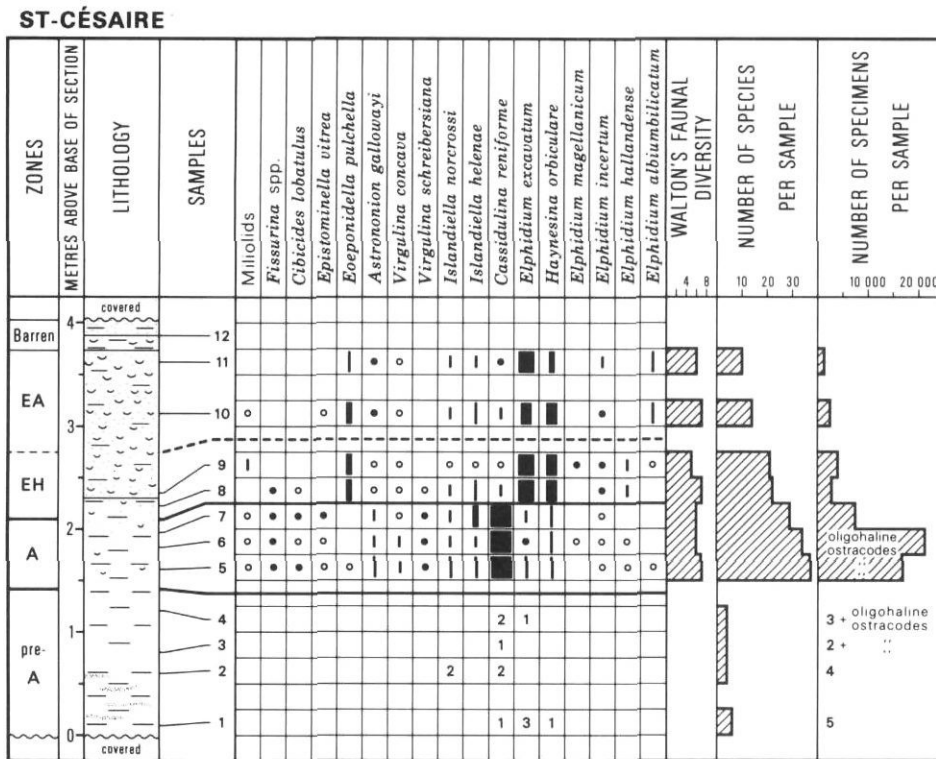 ST-CÉSAIRE
ZONES
METRES ABOVE BASE OF SECTION
LITHOLOGY
SAMPLES
Miliolids
Fissurina spp.
Cibicides lobatulus
Epistominella vitrea
Eoeponidella pulchella
Astrononion gallowayi
Virgulina concava
Virgulina schreibersiana
Islandiella norcrossi
Islandiella helenae
Cassidulina reniforme
Elphidium excavatum
Haynesina orbiculare
Elphidium magellanicum
Elphidium incertum
Elphidium hallandense
Elphidium albiumbilicatum
WALTON'S FAUNAL
DIVERSITY
NUMBER OF SPECIES
PER SAMPLE
NUMBER OF SPECIMENS
PER SAMPLE
4 8
10 30
10 000 20 000
covered
4
Barren
12
11
EA
10
3
9
EH
8
7
2
A
6
oligohaline
ostracodes
5
"
4 2 1 3 + oligohaline
ostracodes
1
pre-
A
3 1 2 + "
2 2 2 4
1 1 3 1 5
0
covered